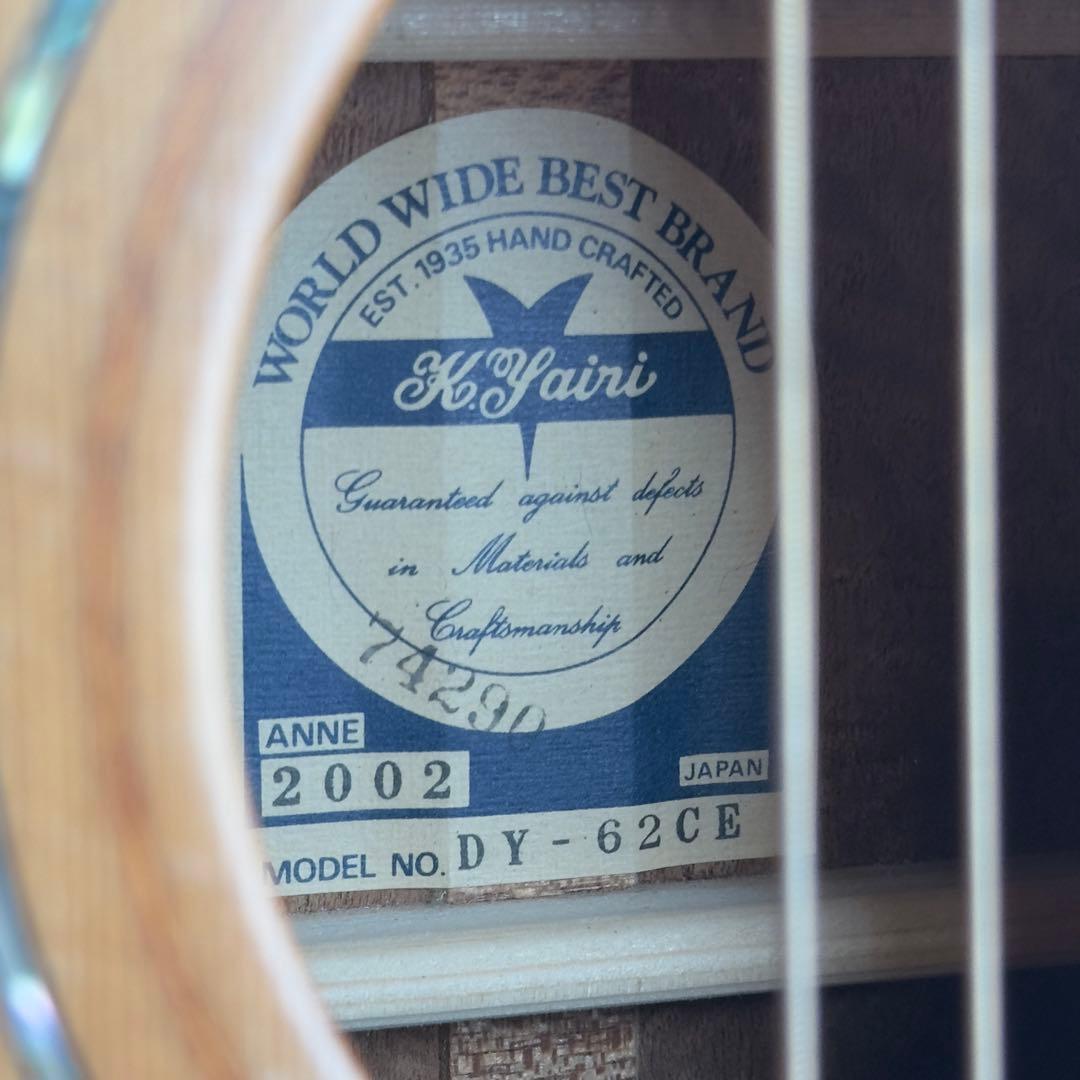 WORLD WIDE BEST BRAND
EST. 1935 HAND CRAFTED
K.Yairi
Guaranteed against defects
in Materials and
Craftsmanship
74290
ANNE
2002
JAPAN
MODEL NO. DY-62CE